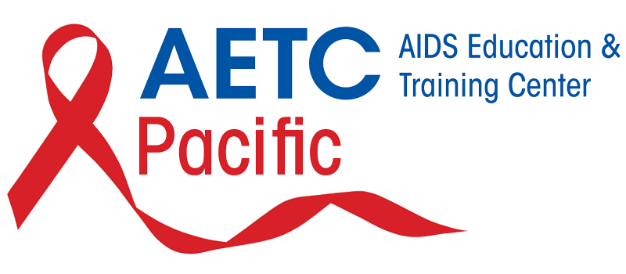 AETC
AIDS Education &
Training Center
Pacific